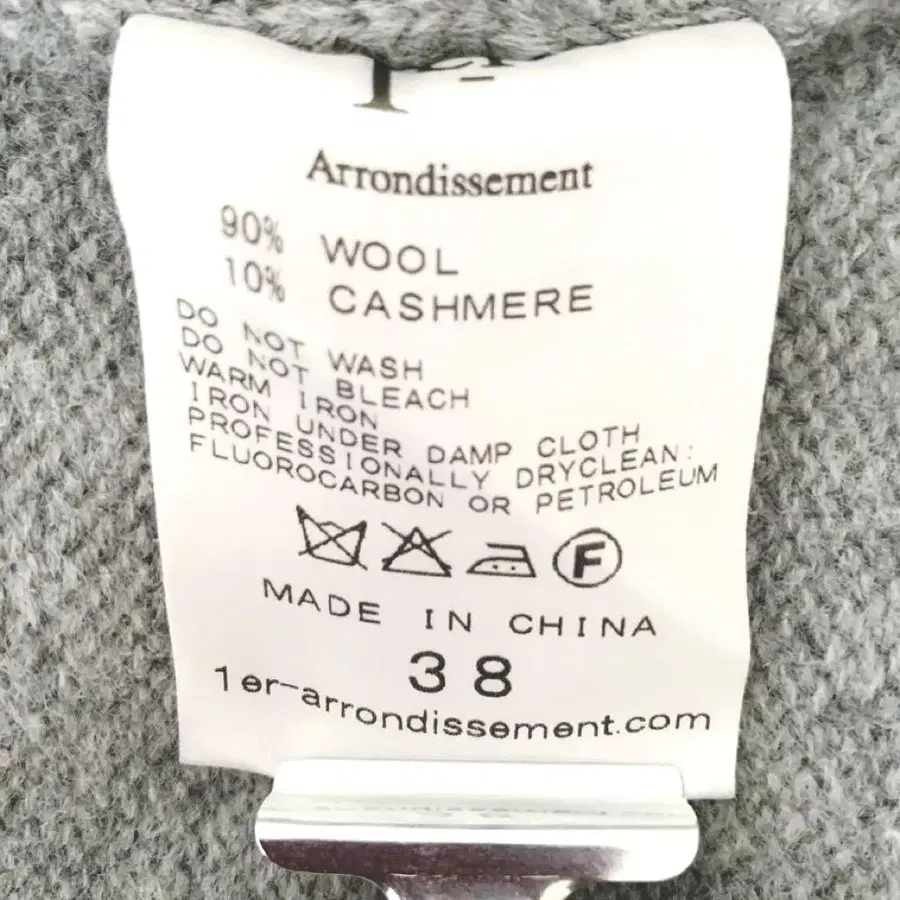 Arrondissement
90% WOOL
10% CASHMERE
DO NOT WASH
DO NOT BLEACH
WARM IRON
IRON UNDER DAMP CLOTH
PROFESSIONALLY DRYCLEAN:
FLUOROCARBON OR PETROLEUM
F
MADE IN CHINA
38
1er-arrondissement.com